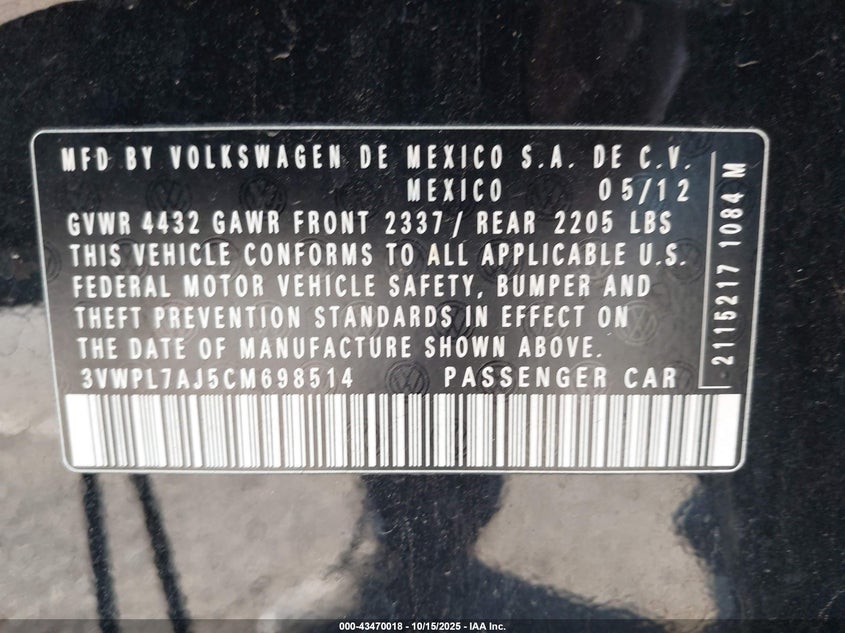 MFD BY VOLKSWAGEN DE MEXICO S.A. DE C.V.
MEXICO 05/12
GVWR 4432 GAWR FRONT 2337/ REAR 2205 LBS
THIS VEHICLE CONFORMS TO ALL APPLICABLE U.S.
FEDERAL MOTOR VEHICLE SAFETY, BUMPER AND
THEFT PREVENTION STANDARDS IN EFFECT ON
THE DATE OF MANUFACTURE SHOWN ABOVE.
3VWPL7AJ5CM698514 PASSENGER CAR
2115217 1084 M
000-43470018 - 10/15/2025 - IAA Inc.